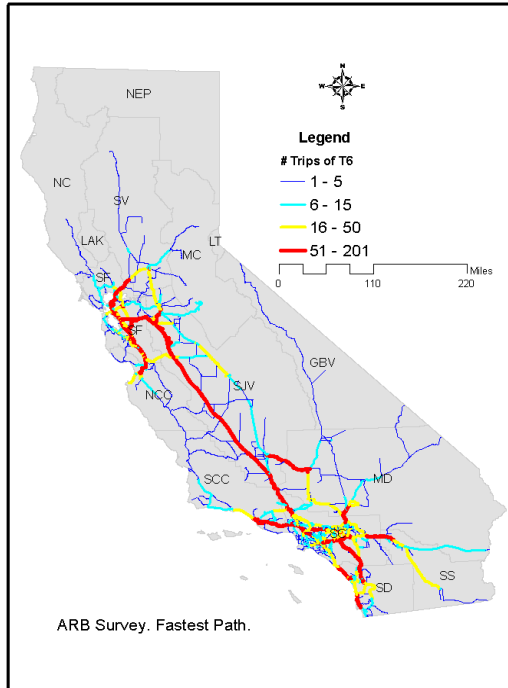 N
W
E
S
NEP
Legend
# Trips of T6
1 - 5
6 - 15
16 - 50
51 - 201
Miles
0
110
220
NC
SV
LAK
LT
MC
SF
SF
GBV
SJV
NCC
SCC
MD
SS
SD
ARB Survey. Fastest Path.